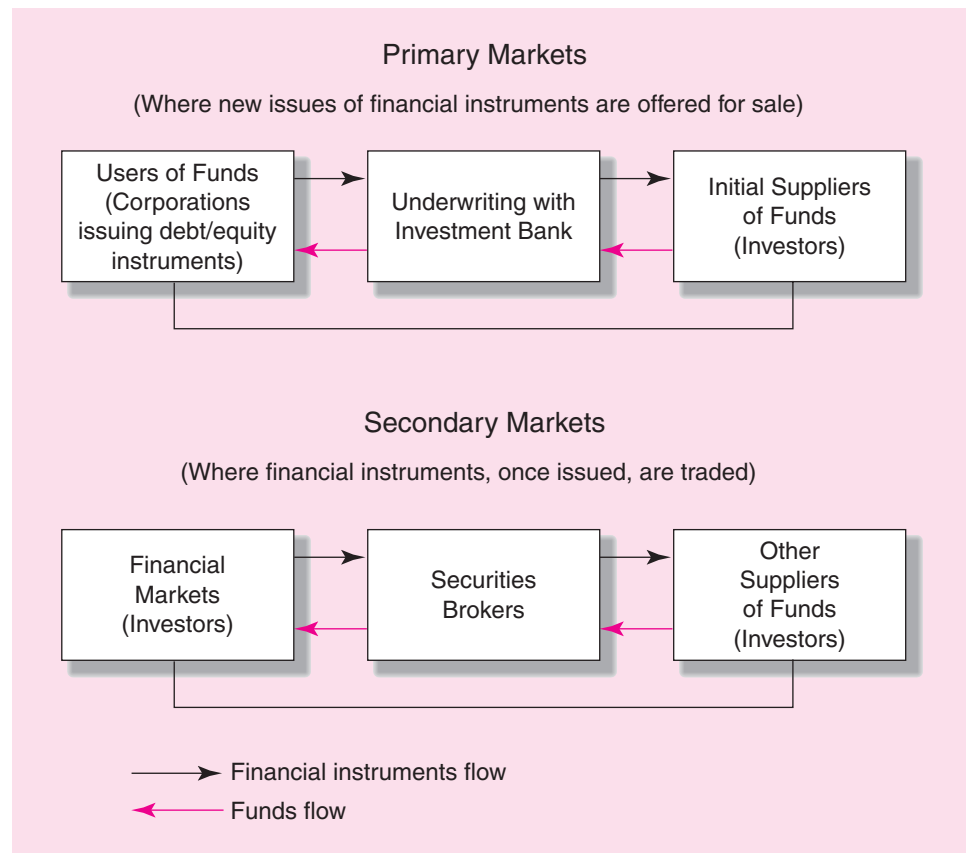 Primary Markets
(Where new issues of financial instruments are offered for sale)
Users of Funds
(Corporations
issuing debt/equity
instruments)
Underwriting with
Investment Bank
Initial Suppliers
of Funds
(Investors)
Secondary Markets
(Where financial instruments, once issued, are traded)
Financial
Markets
(Investors)
Securities
Brokers
Other
Suppliers
of Funds
(Investors)
Financial instruments flow
Funds flow